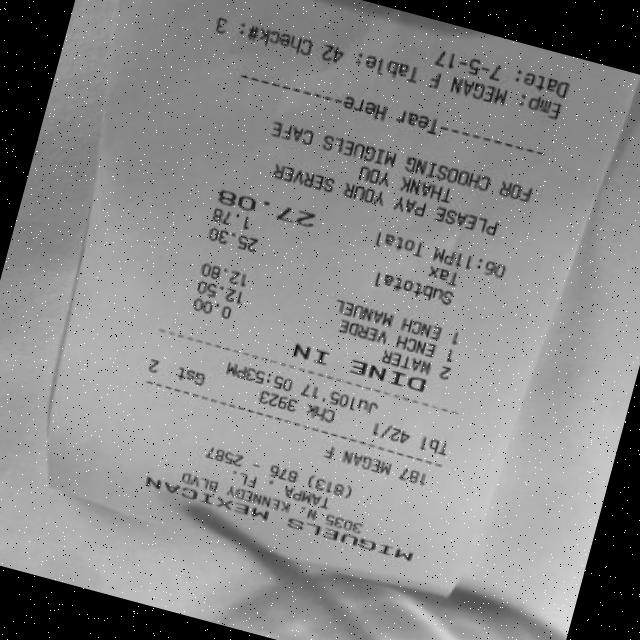 MIGUELS MEXICAN
3035 W KENNEDY BLVD
TAMPA, FL.
(813) 876 - 2587
187 MEGAN F
Tbl 42/1 Chk 3923 Gst 2
Jul05'17 05:53PM
DINE IN
2 WATER 0.00
1 ENCH VERDE 12.50
1 ENCH MANUEL 12.80
Subtotal 25.30
Tax 1.78
06:11PM Total 27.08
PLEASE PAY YOUR SERVER
THANK YOU
FOR CHOOSING MIGUELS CAFE
----------Tear Here----------
Emp: MEGAN F Table: 42 Check#: 3
Date: 7-5-17